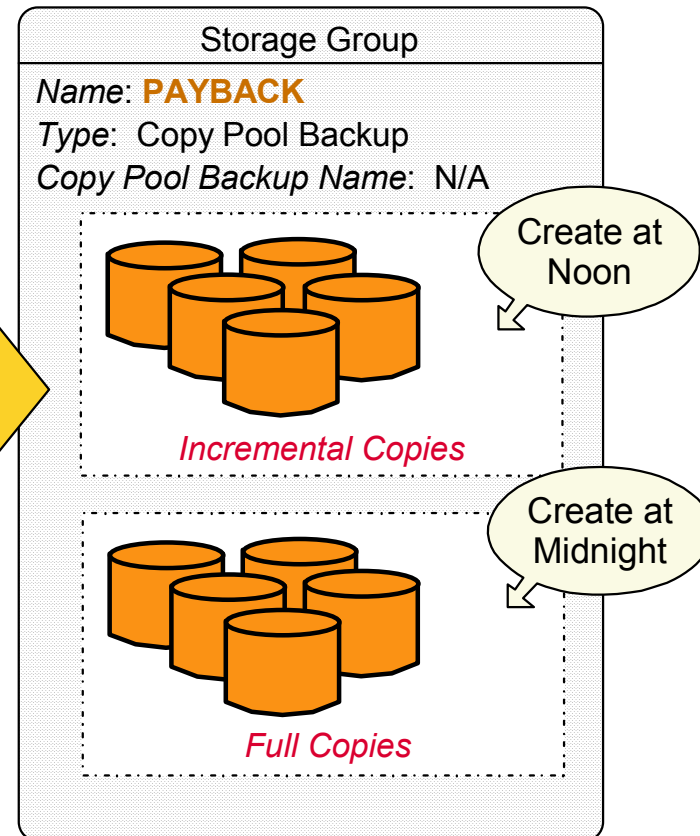 Storage Group
Name: PAYBACK
Type: Copy Pool Backup
Copy Pool Backup Name: N/A
Create at
Noon
Incremental Copies
Create at
Midnight
Full Copies